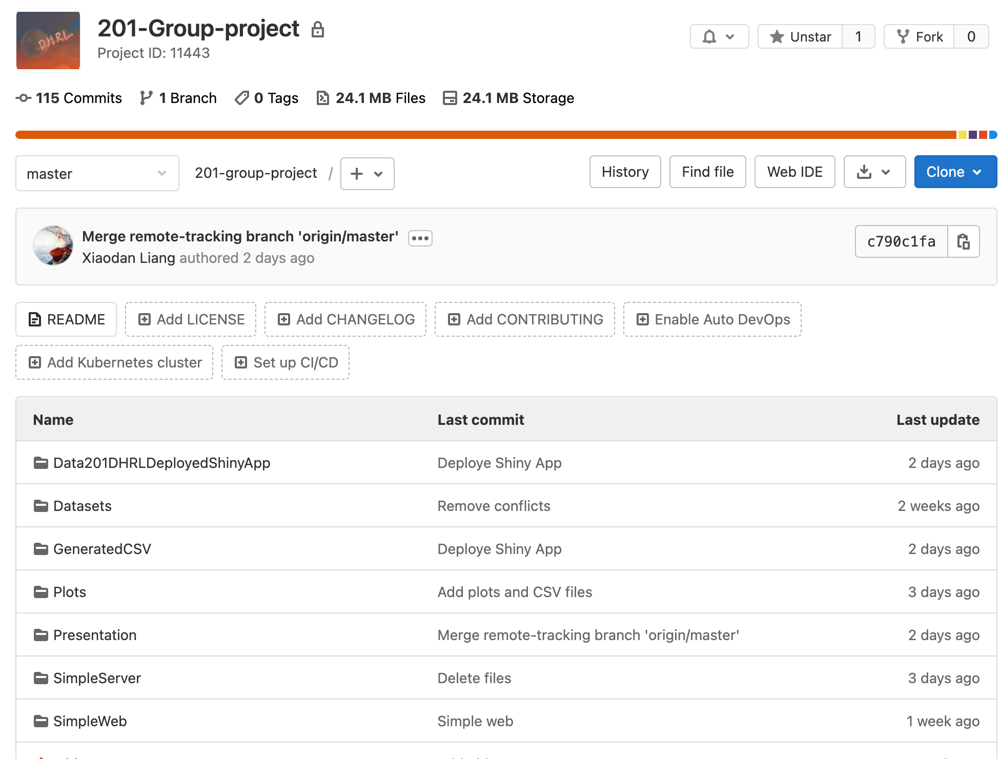 DHRL
201-Group-project
Project ID: 11443
Unstar 1
Fork 0
115 Commits 1 Branch 0 Tags 24.1 MB Files 24.1 MB Storage
master 201-group-project / History Find file Web IDE Clone
Merge remote-tracking branch 'origin/master'
Xiaodan Liang authored 2 days ago
c790c1fa
README Add LICENSE Add CHANGELOG Add CONTRIBUTING Enable Auto DevOps
Add Kubernetes cluster Set up CI/CD
Name Last commit Last update
Data201DHRLDeployedShinyApp Deploye Shiny App 2 days ago
Datasets Remove conflicts 2 weeks ago
GeneratedCSV Deploye Shiny App 2 days ago
Plots Add plots and CSV files 3 days ago
Presentation Merge remote-tracking branch 'origin/master' 2 days ago
SimpleServer Delete files 3 days ago
SimpleWeb Simple web 1 week ago